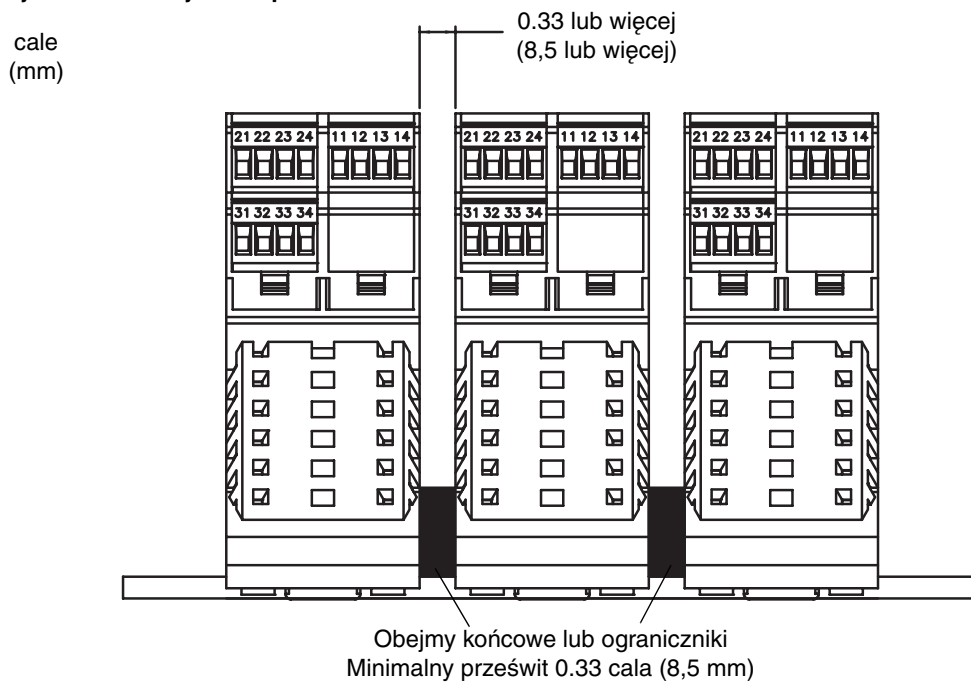 0.33 lub więcej
(8,5 lub więcej)
cale
(mm)
21 22 23 24 11 12 13 14
31 32 33 34
21 22 23 24 11 12 13 14
31 32 33 34
21 22 23 24 11 12 13 14
31 32 33 34
Obejmy końcowe lub ograniczniki
Minimalny prześwit 0.33 cala (8,5 mm)